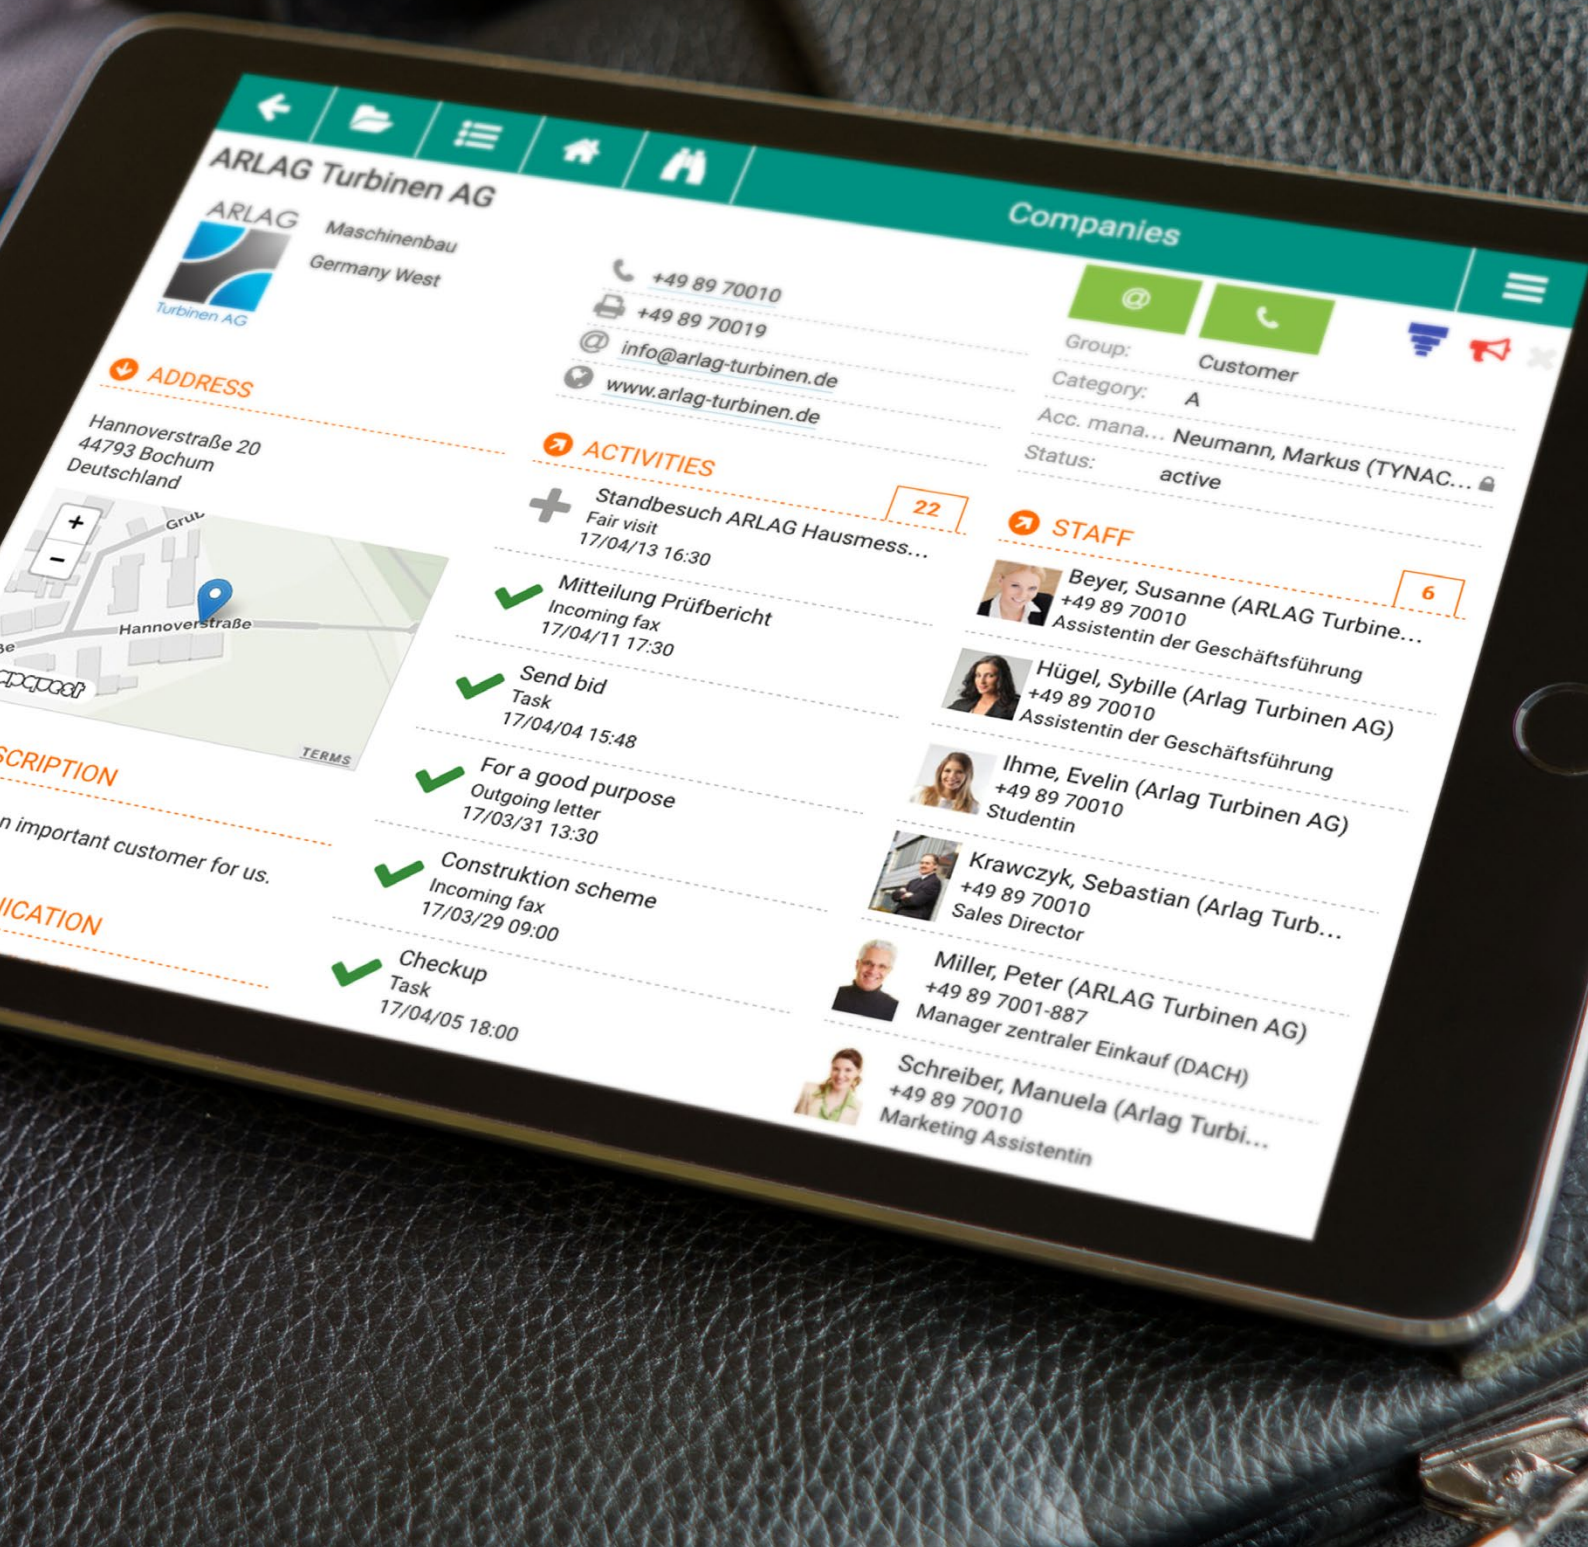 Companies
ARLAG Turbinen AG
ARLAG
Turbinen AG
Maschinenbau
Germany West
+49 89 70010
+49 89 70019
info@arlag-turbinen.de
www.arlag-turbinen.de
@
Group: Customer
Category: A
Acc. mana... Neumann, Markus (TYNAC...
Status: active
ADDRESS
Hannoverstraße 20
44793 Bochum
Deutschland
+
−
Hannoverstraße
TERMS
SCRIPTION
n important customer for us.
ICATION
ACTIVITIES
22
Standbesuch ARLAG Hausmess...
Fair visit
17/04/13 16:30
Mitteilung Prüfbericht
Incoming fax
17/04/11 17:30
Send bid
Task
17/04/04 15:48
For a good purpose
Outgoing letter
17/03/31 13:30
Construktion scheme
Incoming fax
17/03/29 09:00
Checkup
Task
17/04/05 18:00
STAFF
6
Beyer, Susanne (ARLAG Turbine...
+49 89 70010
Assistentin der Geschäftsführung
Hügel, Sybille (Arlag Turbinen AG)
+49 89 70010
Assistentin der Geschäftsführung
Ihme, Evelin (Arlag Turbinen AG)
+49 89 70010
Studentin
Krawczyk, Sebastian (Arlag Turb...
+49 89 70010
Sales Director
Miller, Peter (ARLAG Turbinen AG)
+49 89 7001-887
Manager zentraler Einkauf (DACH)
Schreiber, Manuela (Arlag Turbi...
+49 89 70010
Marketing Assistentin